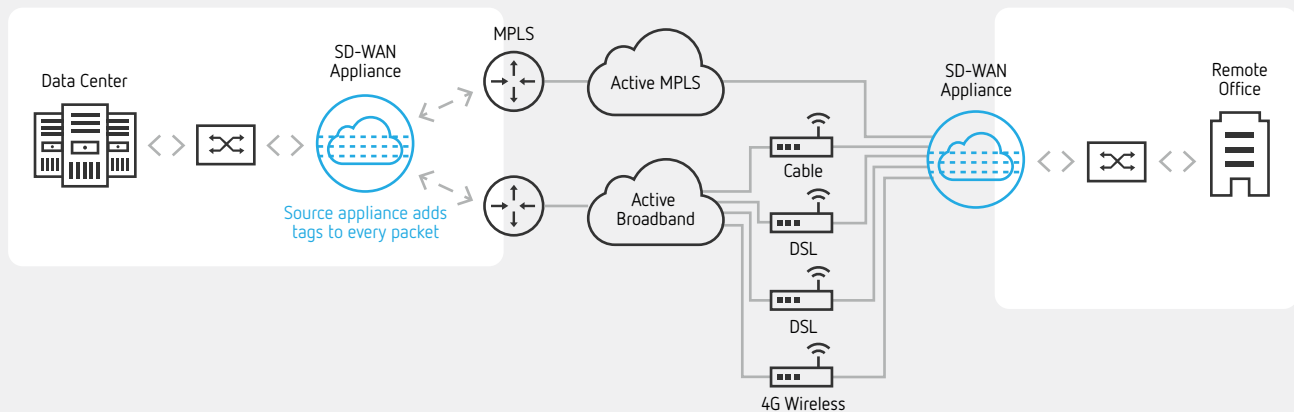 Data Center
SD-WAN
Appliance
Source appliance adds
tags to every packet
MPLS
Active MPLS
Active
Broadband
Cable
DSL
DSL
4G Wireless
SD-WAN
Appliance
Remote
Office